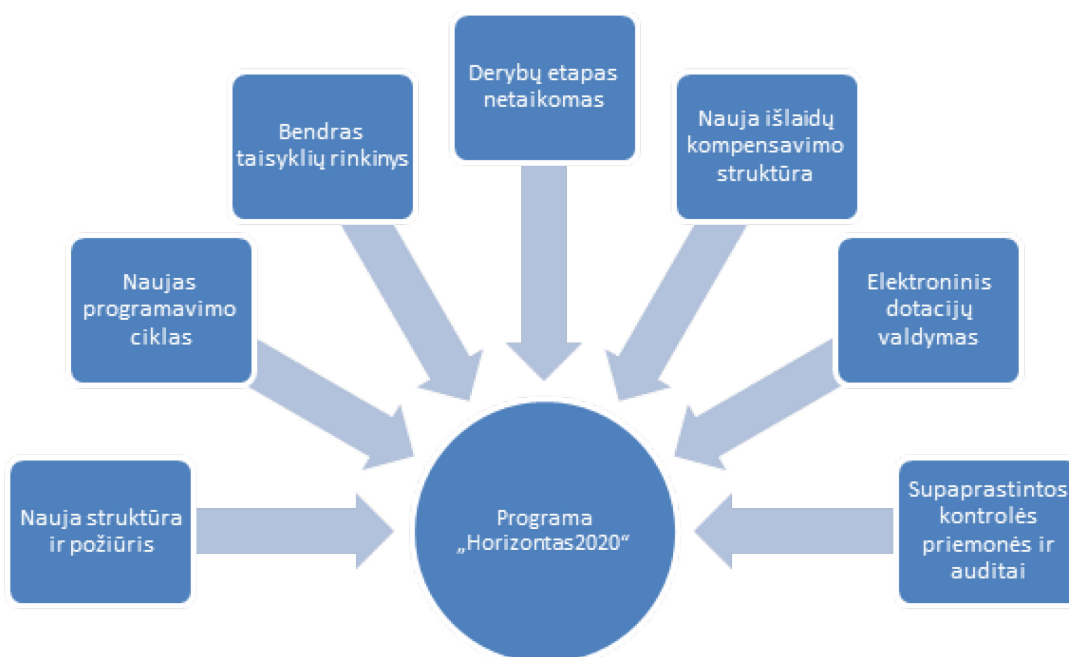 Derybų etapas
netaikomas
Bendras
taisyklių rinkinys
Nauja išlaidų
kompensavimo
struktūra
Naujas
programavimo
ciklas
Elektroninis
dotacijų
valdymas
Nauja struktūra
ir požiūris
Programa
„Horizontas2020“
Supaprastintos
kontrolės
priemonės ir
auditai